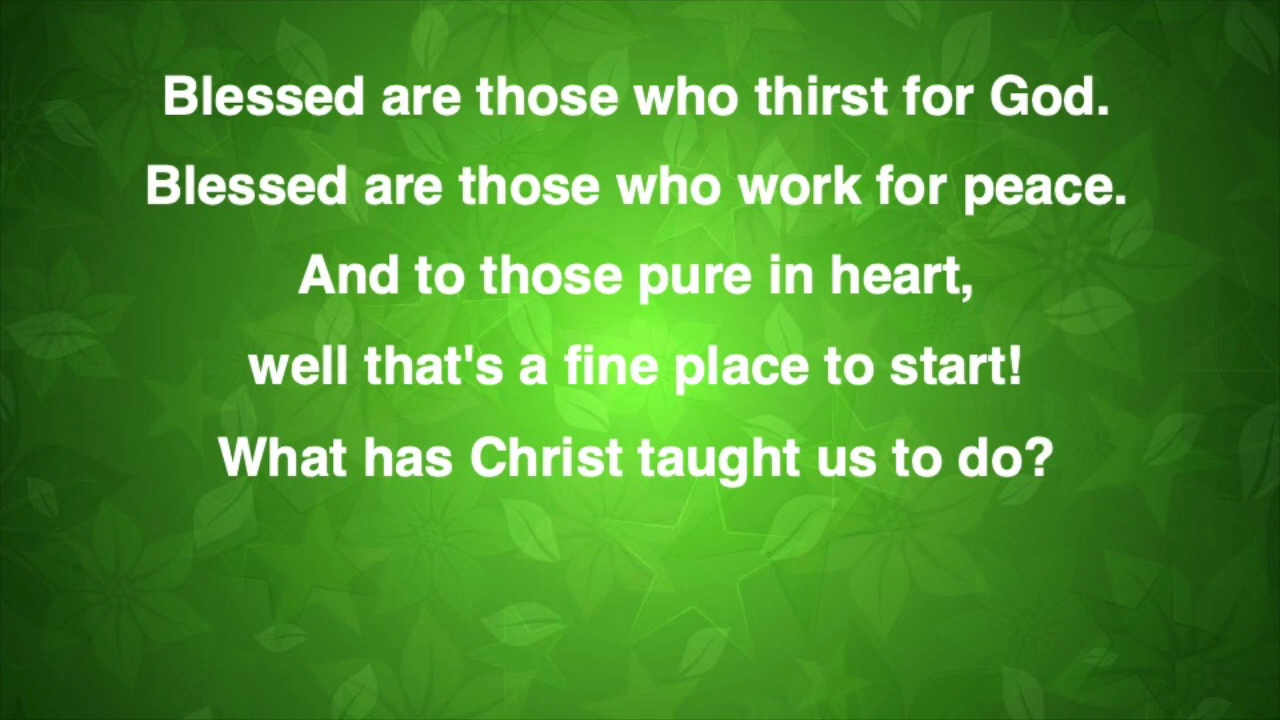 Blessed are those who thirst for God.
Blessed are those who work for peace.
And to those pure in heart,
well that's a fine place to start!
What has Christ taught us to do?